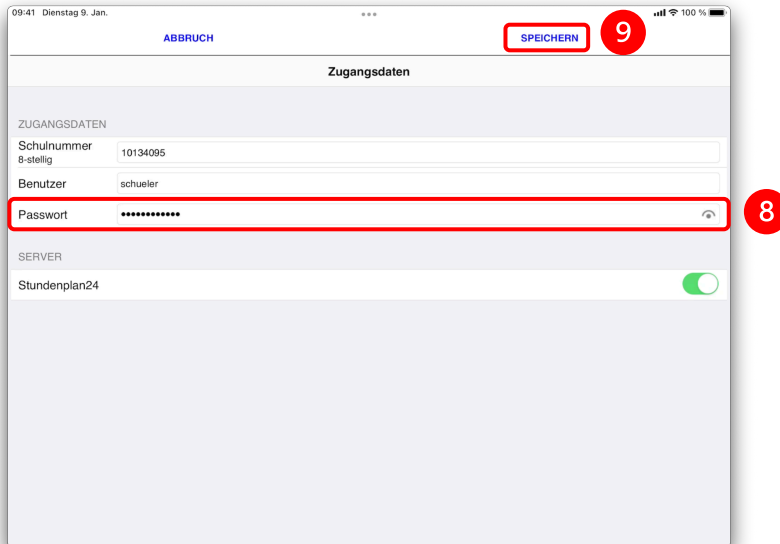 09:41 Dienstag 9. Jan.
100 %
ABBRUCH
SPEICHERN
9
Zugangsdaten
ZUGANGSDATEN
Schulnummer
8-stellig
10134095
Benutzer
schueler
Passwort
••••••••••••
8
SERVER
Stundenplan24